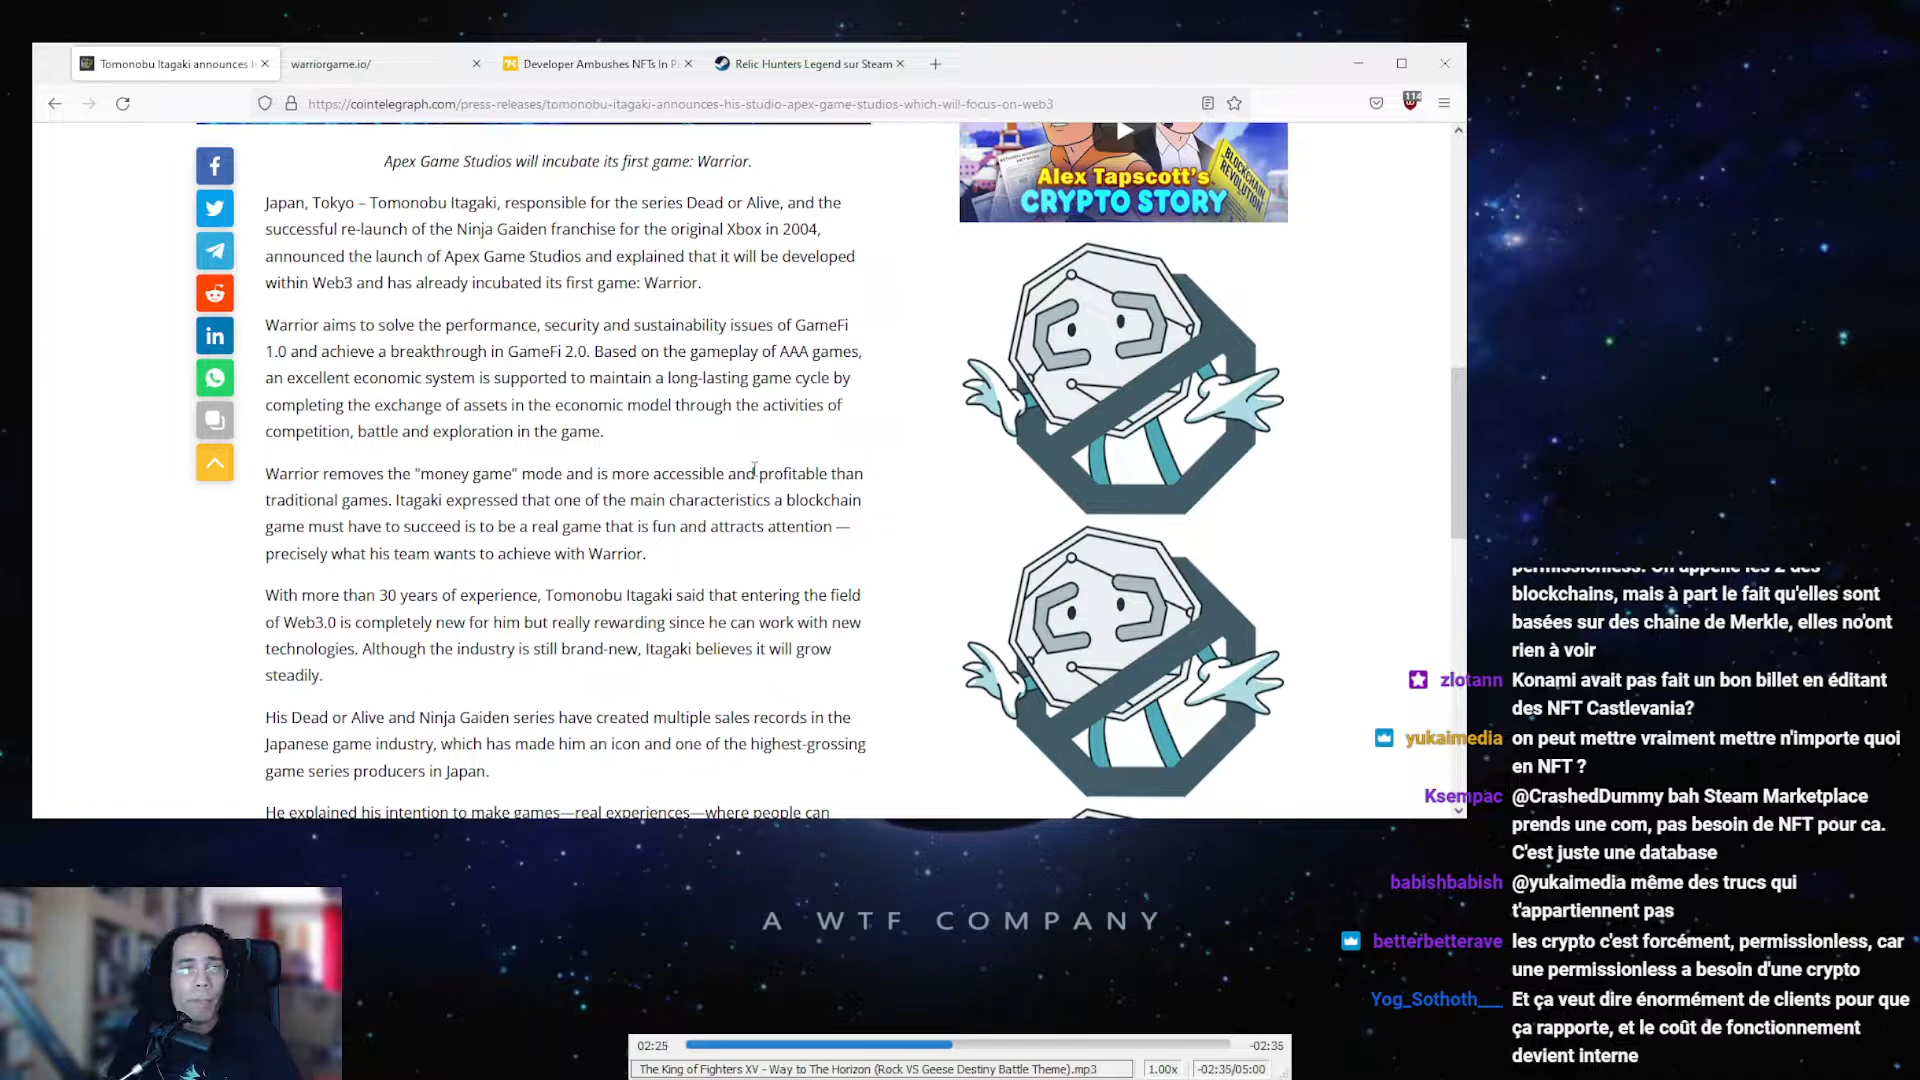 Tomonobu Itagaki announces h
warriorgame.io/
Developer Ambushes NFTs In P
Relic Hunters Legend sur Steam
https://cointelegraph.com/press-releases/tomonobu-itagaki-announces-his-studio-apex-game-studios-which-will-focus-on-web3
114
Apex Game Studios will incubate its first game: Warrior.
Japan, Tokyo – Tomonobu Itagaki, responsible for the series Dead or Alive, and the
successful re-launch of the Ninja Gaiden franchise for the original Xbox in 2004,
announced the launch of Apex Game Studios and explained that it will be developed
within Web3 and has already incubated its first game: Warrior.
Warrior aims to solve the performance, security and sustainability issues of GameFi
1.0 and achieve a breakthrough in GameFi 2.0. Based on the gameplay of AAA games,
an excellent economic system is supported to maintain a long-lasting game cycle by
completing the exchange of assets in the economic model through the activities of
competition, battle and exploration in the game.
Warrior removes the "money game" mode and is more accessible and profitable than
traditional games. Itagaki expressed that one of the main characteristics a blockchain
game must have to succeed is to be a real game that is fun and attracts attention —
precisely what his team wants to achieve with Warrior.
With more than 30 years of experience, Tomonobu Itagaki said that entering the field
of Web3.0 is completely new for him but really rewarding since he can work with new
technologies. Although the industry is still brand-new, Itagaki believes it will grow
steadily.
His Dead or Alive and Ninja Gaiden series have created multiple sales records in the
Japanese game industry, which has made him an icon and one of the highest-grossing
game series producers in Japan.
He explained his intention to make games—real experiences—where people can
BLOCKCHAIN
REVOLUTION
Alex Tapscott's
CRYPTO STORY
permissionless. On appelle les 2 des
blockchains, mais à part le fait qu'elles sont
basées sur des chaine de Merkle, elles no'ont
rien à voir
zlotann Konami avait pas fait un bon billet en éditant
des NFT Castlevania?
yukaimedia on peut mettre vraiment mettre n'importe quoi
en NFT ?
Ksempac @CrashedDummy bah Steam Marketplace
prends une com, pas besoin de NFT pour ca.
C'est juste une database
babishbabish @yukaimedia même des trucs qui
t'appartiennent pas
betterbetterave les crypto c'est forcément, permissionless, car
une permissionless a besoin d'une crypto
Yog_Sothoth___ Et ça veut dire énormément de clients pour que
ça rapporte, et le coût de fonctionnement
devient interne
A WTF COMPANY
02:25
-02:35
The King of Fighters XV - Way to The Horizon (Rock VS Geese Destiny Battle Theme).mp3
1.00x
-02:35/05:00